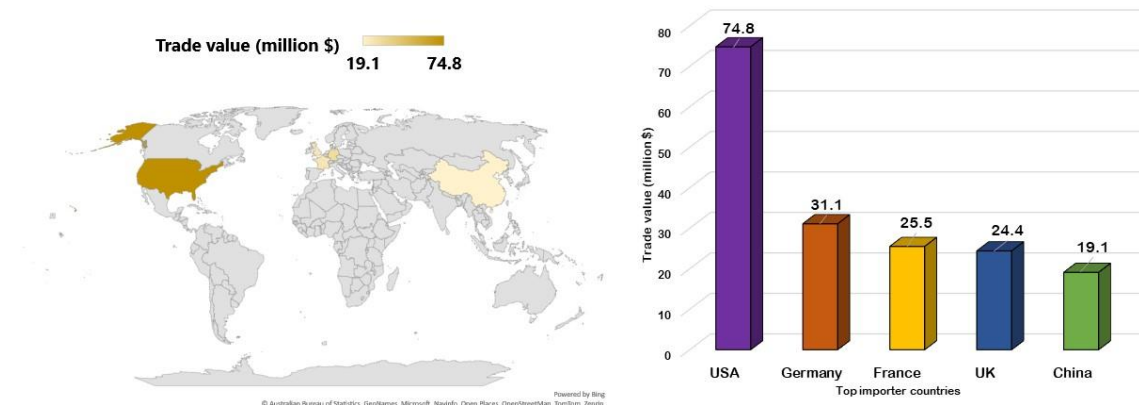 Trade value (million $)
19.1 74.8
Powered by Bing
© Australian Bureau of Statistics, GeoNames, Microsoft, Navinfo, Open Places, OpenStreetMap, TomTom, Zenrin
Trade value (million $)
80
70
60
50
40
30
20
10
0
74.8
31.1
25.5
24.4
19.1
USA Germany France UK China
Top importer countries